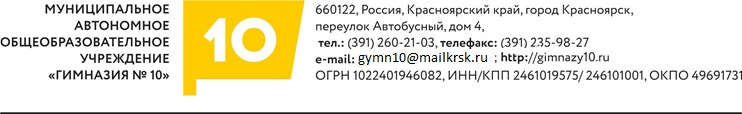 МУНИЦИПАЛЬНОЕ
АВТОНОМНОЕ
ОБЩЕОБРАЗОВАТЕЛЬНОЕ
УЧРЕЖДЕНИЕ
«ГИМНАЗИЯ № 10»
10
660122, Россия, Красноярский край, город Красноярск,
переулок Автобусный, дом 4,
тел.: (391) 260-21-03, телефакс: (391) 235-98-27
e-mail: gymn10@mailkrsk.ru ; http://gimnazy10.ru
ОГРН 1022401946082, ИНН/КПП 2461019575/ 246101001, ОКПО 49691731